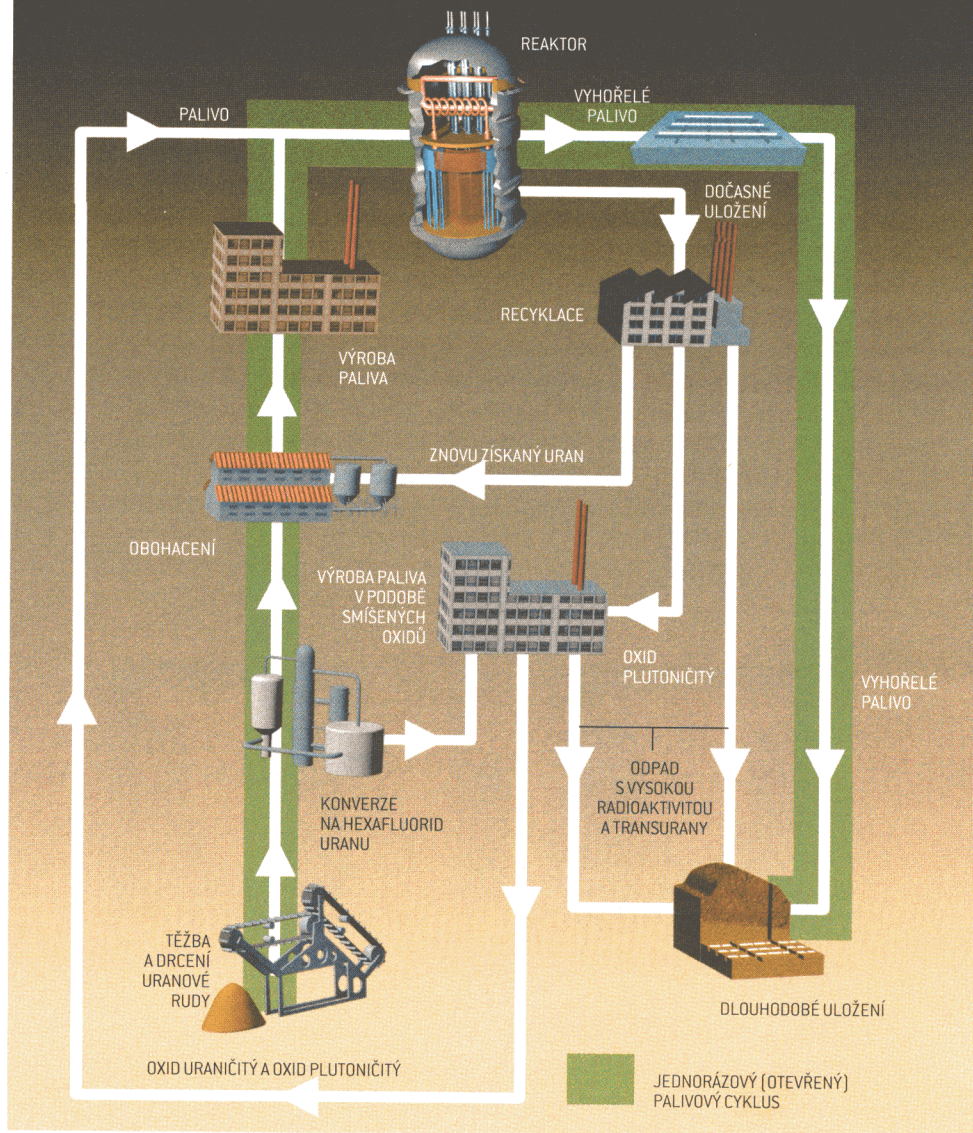 REAKTOR
PALIVO
VYHOŘELÉ
PALIVO
DOČASNÉ
ULOŽENÍ
RECYKLACE
VÝROBA
PALIVA
ZNOVU ZÍSKANÝ URAN
OBOHACENÍ
VÝROBA PALIVA
V PODOBĚ
SMÍŠENÝCH
OXIDŮ
OXID
PLUTONIČITÝ
VYHOŘELÉ
PALIVO
ODPAD
S VYSOKOU
RADIOAKTIVITOU
A TRANSURANY
KONVERZE
NA HEXAFLUORID
URANU
TĚŽBA
A DRCENÍ
URANOVÉ
RUDY
DLOUHODOBÉ ULOŽENÍ
OXID URANIČITÝ A OXID PLUTONIČITÝ
JEDNORÁZOVÝ (OTEVŘENÝ)
PALIVOVÝ CYKLUS